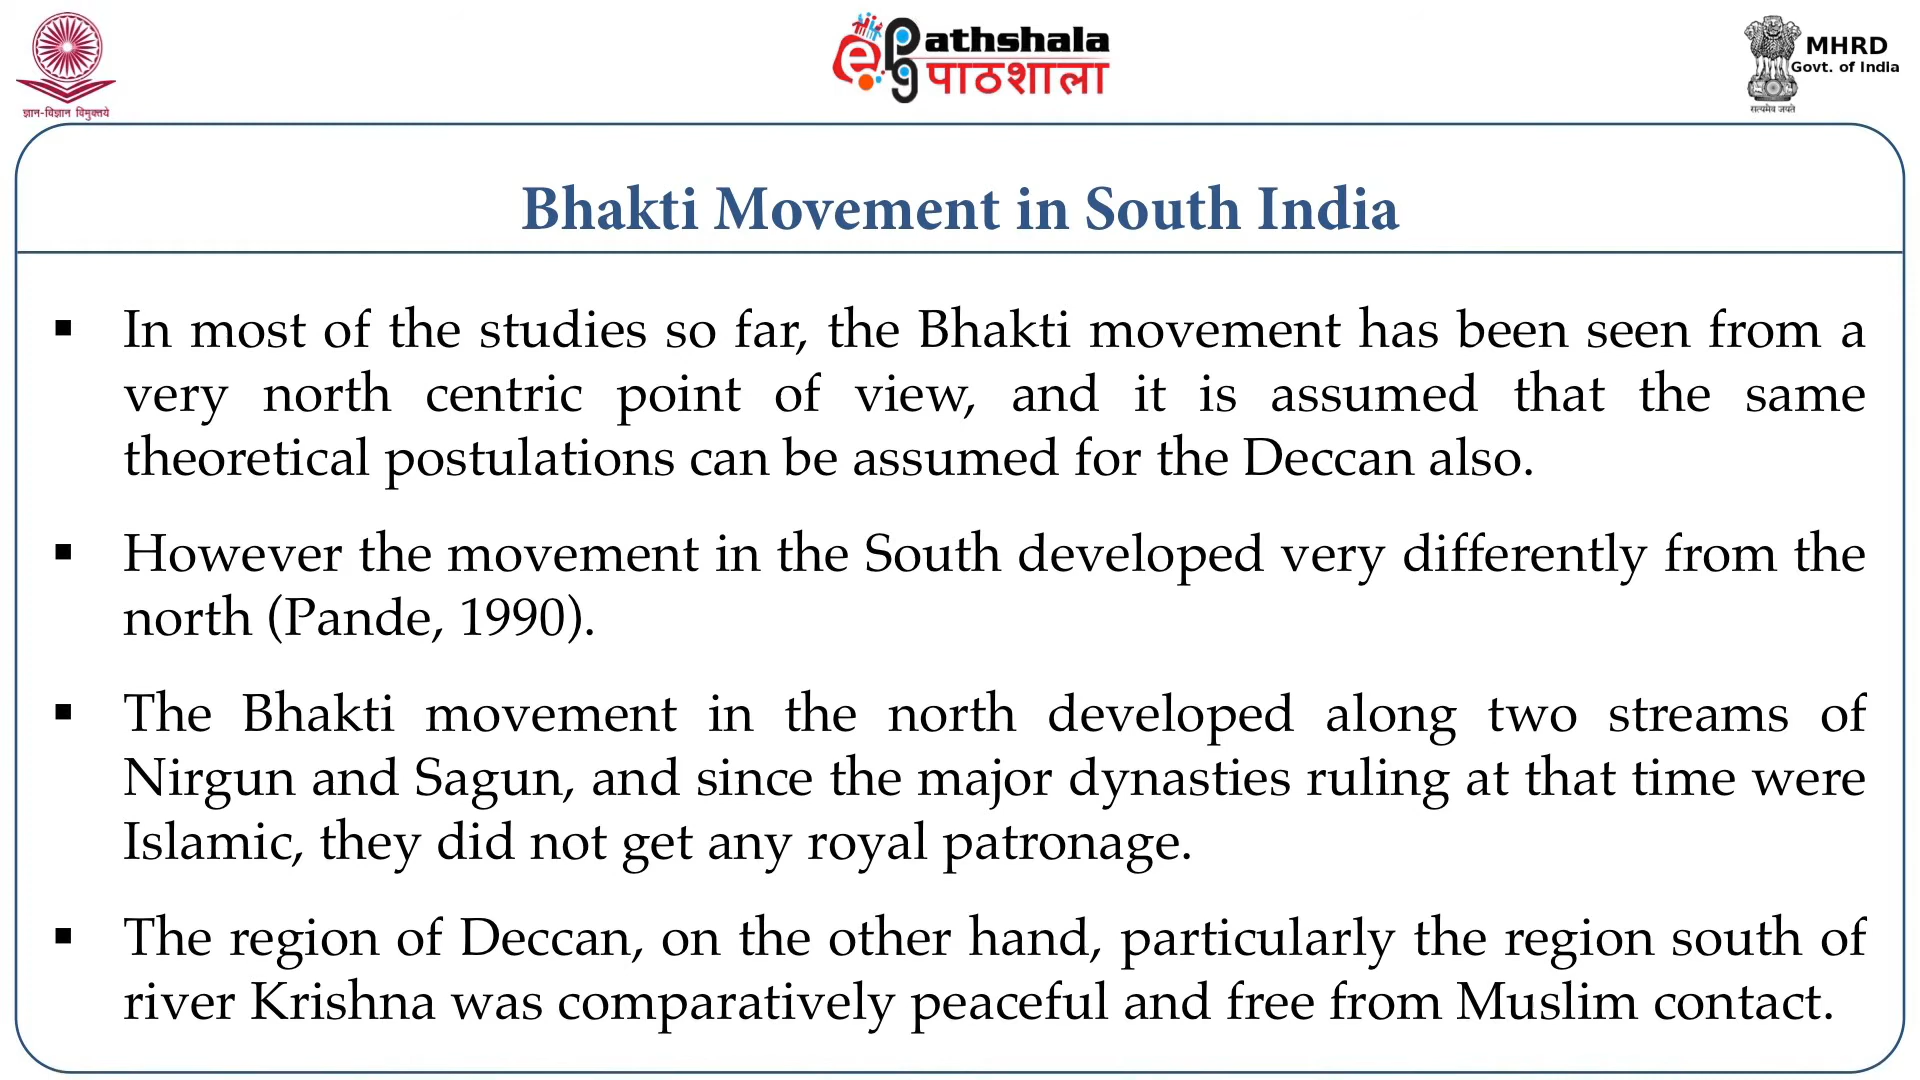 ज्ञान-विज्ञान विमुक्तये
ePg Pathshala
पाठशाला
MHRD
Govt. of India
सत्यमेव जयते
Bhakti Movement in South India
▪ In most of the studies so far, the Bhakti movement has been seen from a
very north centric point of view, and it is assumed that the same
theoretical postulations can be assumed for the Deccan also.
▪ However the movement in the South developed very differently from the
north (Pande, 1990).
▪ The Bhakti movement in the north developed along two streams of
Nirgun and Sagun, and since the major dynasties ruling at that time were
Islamic, they did not get any royal patronage.
▪ The region of Deccan, on the other hand, particularly the region south of
river Krishna was comparatively peaceful and free from Muslim contact.